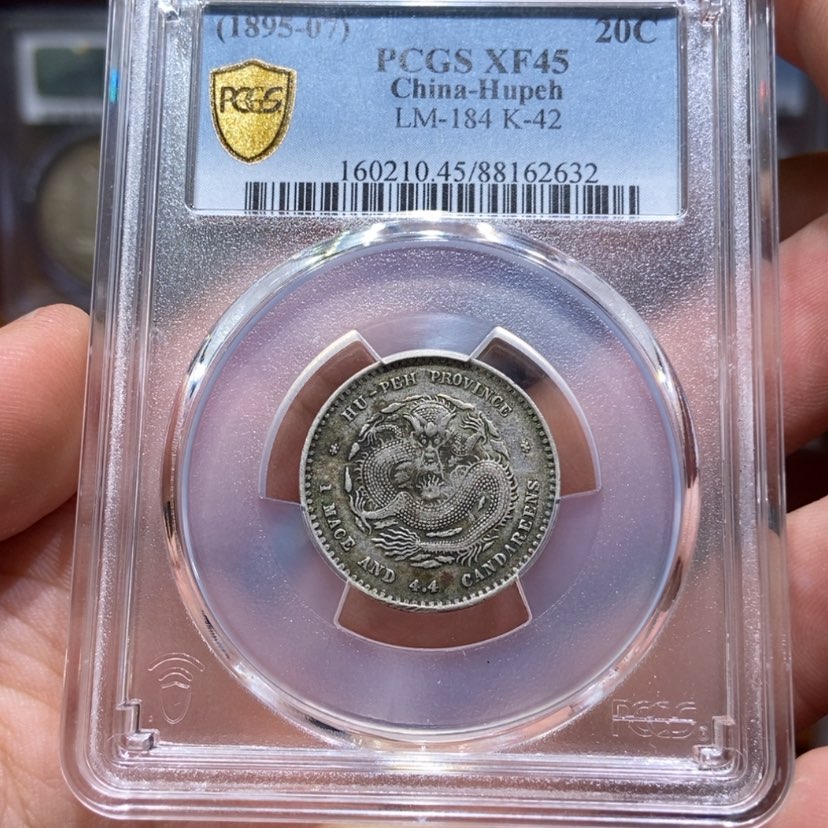 (1895-07) 20C
PCGS XF45
China-Hupeh
LM-184 K-42
160210.45/88162632
PCGS
HU-PEH PROVINCE
1 MACE AND 4.4 CANDAREENS
PCGS